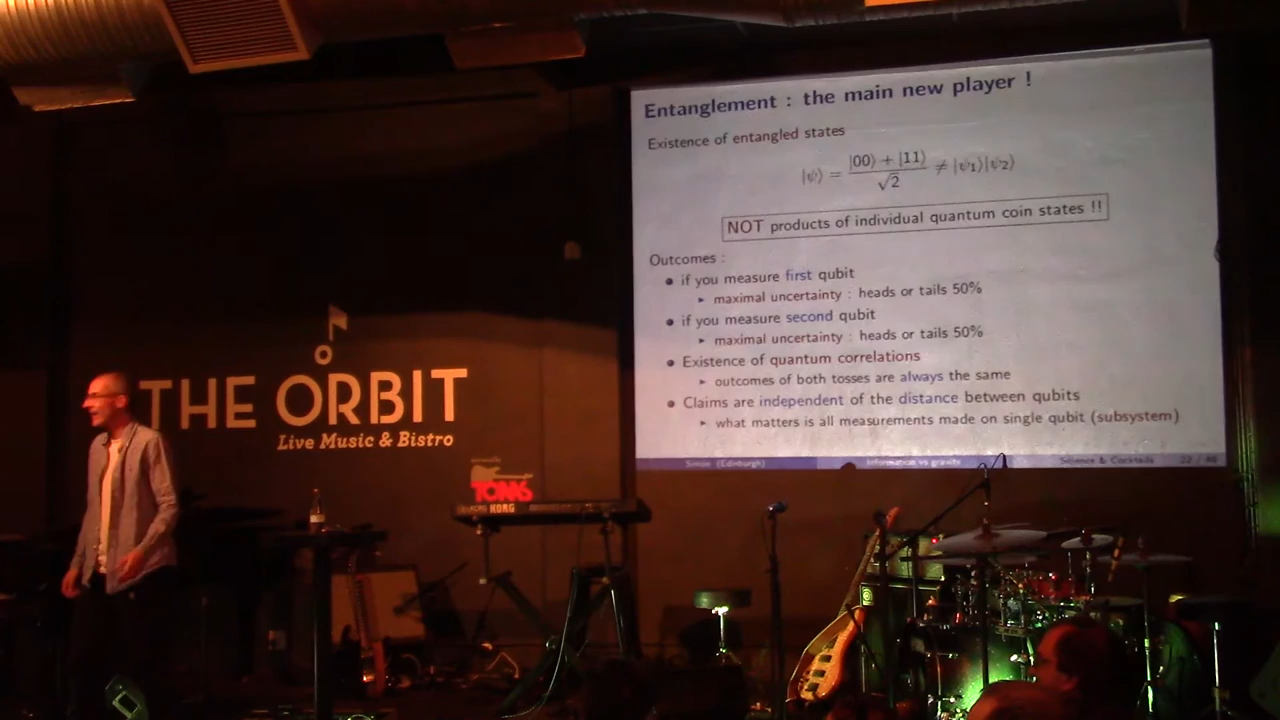 Entanglement : the main new player !
Existence of entangled states
|ψ⟩ = |00⟩ + |11⟩ / √2 ≠ |ψ₁⟩|ψ₂⟩
NOT products of individual quantum coin states !!
Outcomes :
if you measure first qubit
maximal uncertainty : heads or tails 50%
if you measure second qubit
maximal uncertainty : heads or tails 50%
Existence of quantum correlations
outcomes of both tosses are always the same
Claims are independent of the distance between qubits
what matters is all measurements made on single qubit (subsystem)
Simón (Edinburgh) Information vs gravity Science & Cocktails
THE ORBIT
Live Music & Bistro
TOMS
KORG